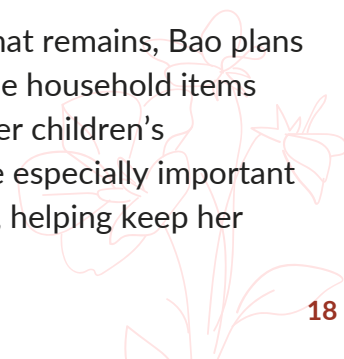 hat remains, Bao plans
e household items
er children’s
e especially important
, helping keep her
18